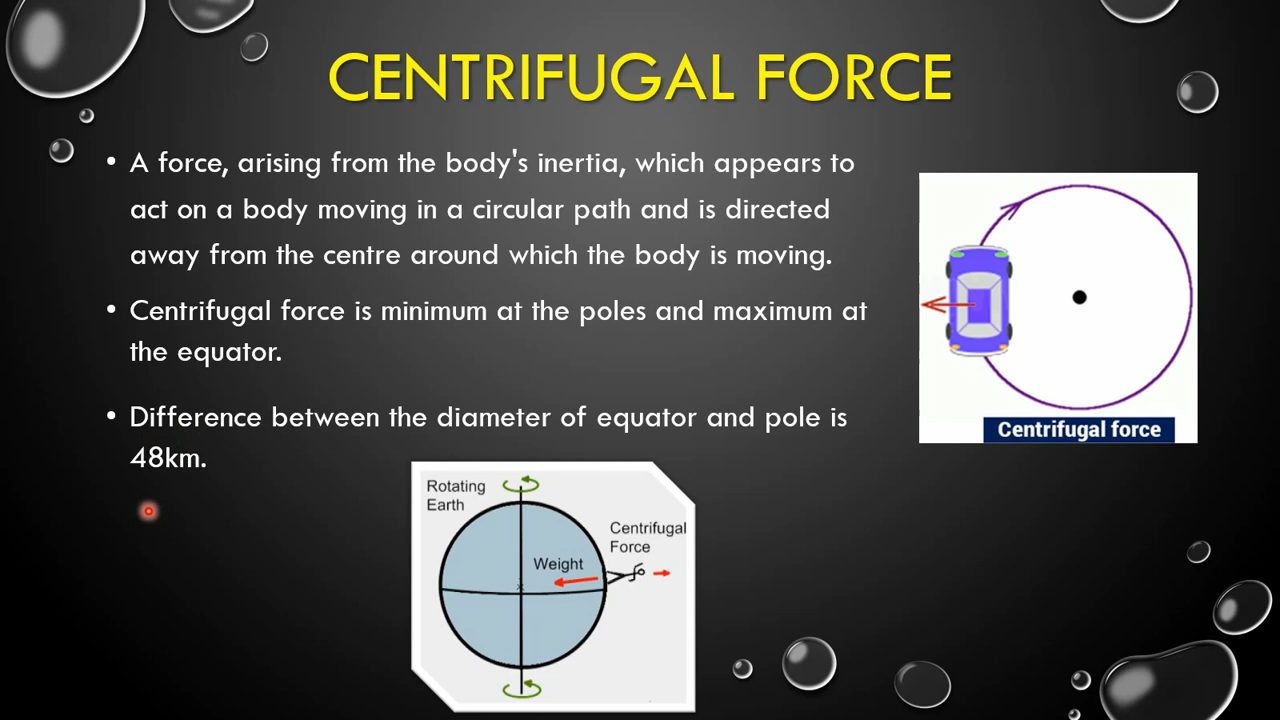 CENTRIFUGAL FORCE
• A force, arising from the body's inertia, which appears to
act on a body moving in a circular path and is directed
away from the centre around which the body is moving.
• Centrifugal force is minimum at the poles and maximum at
the equator.
• Difference between the diameter of equator and pole is
48km.
Centrifugal force
Rotating
Earth
Centrifugal
Force
Weight